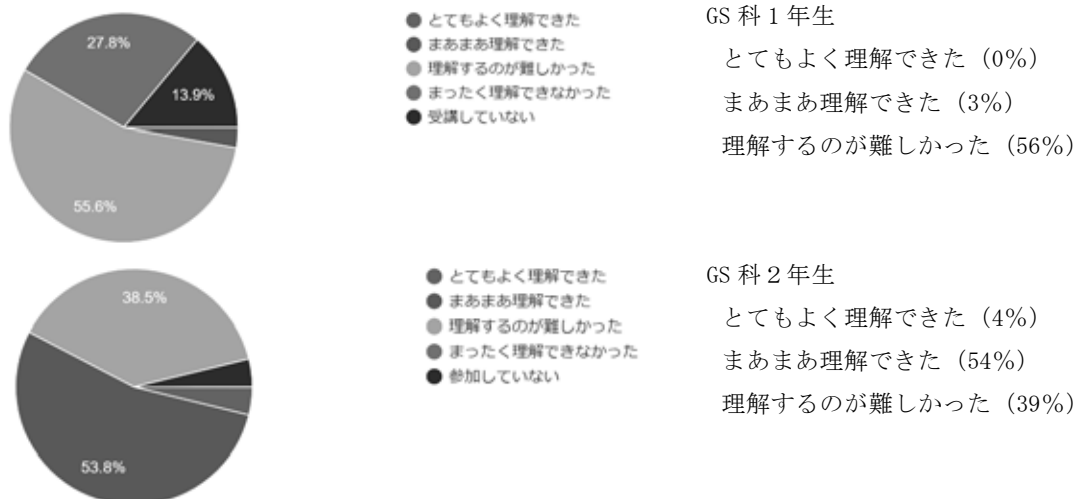 27.8%
13.9%
55.6%
● とてもよく理解できた
● まあまあ理解できた
● 理解するのが難しかった
● まったく理解できなかった
● 受講していない
GS 科 1 年生
とてもよく理解できた（0%）
まあまあ理解できた（3%）
理解するのが難しかった（56%）
38.5%
53.8%
● とてもよく理解できた
● まあまあ理解できた
● 理解するのが難しかった
● まったく理解できなかった
● 参加していない
GS 科 2 年生
とてもよく理解できた（4%）
まあまあ理解できた（54%）
理解するのが難しかった（39%）